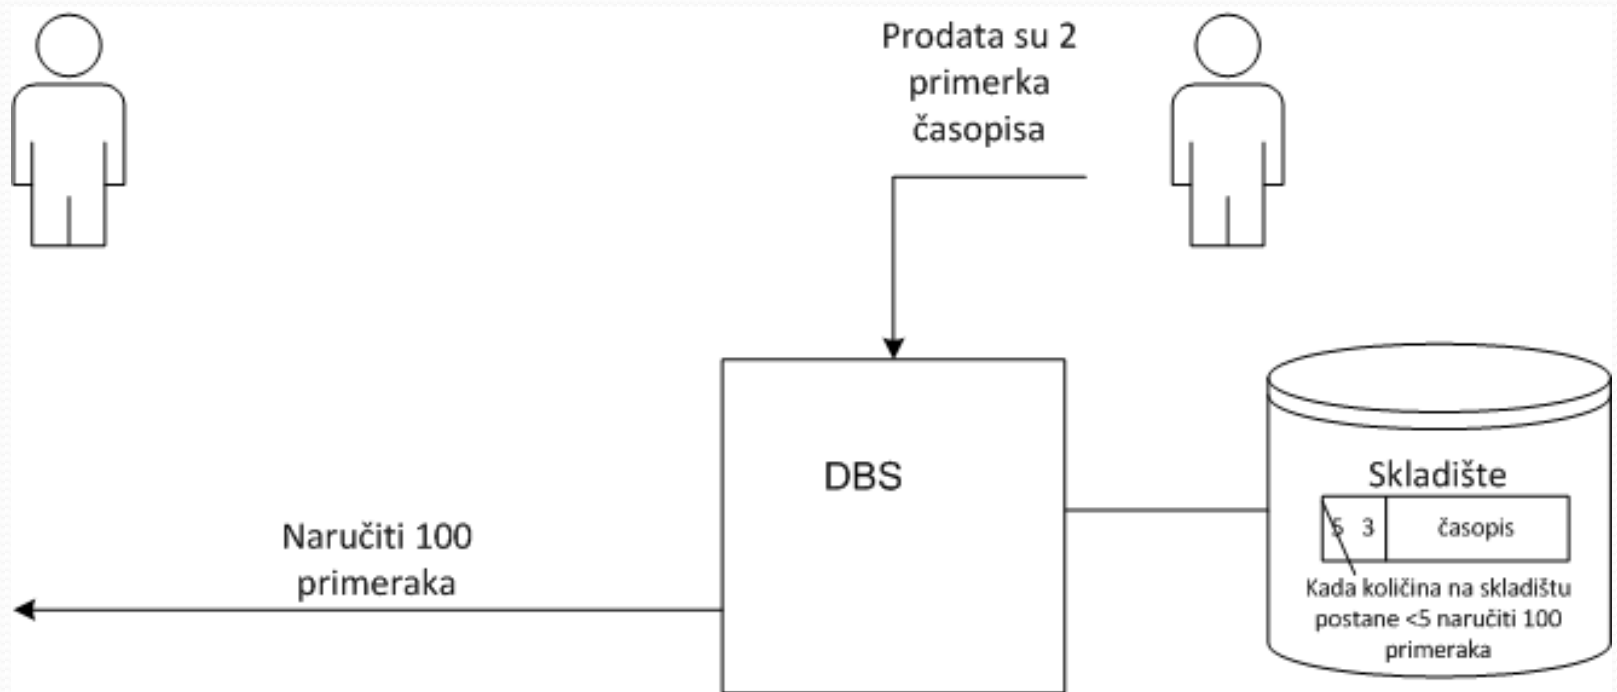 Prodata su 2
primerka
časopisa
DBS
Naručiti 100
primeraka
Skladište
5 3 časopis
Kada količina na skladištu
postane <5 naručiti 100
primeraka